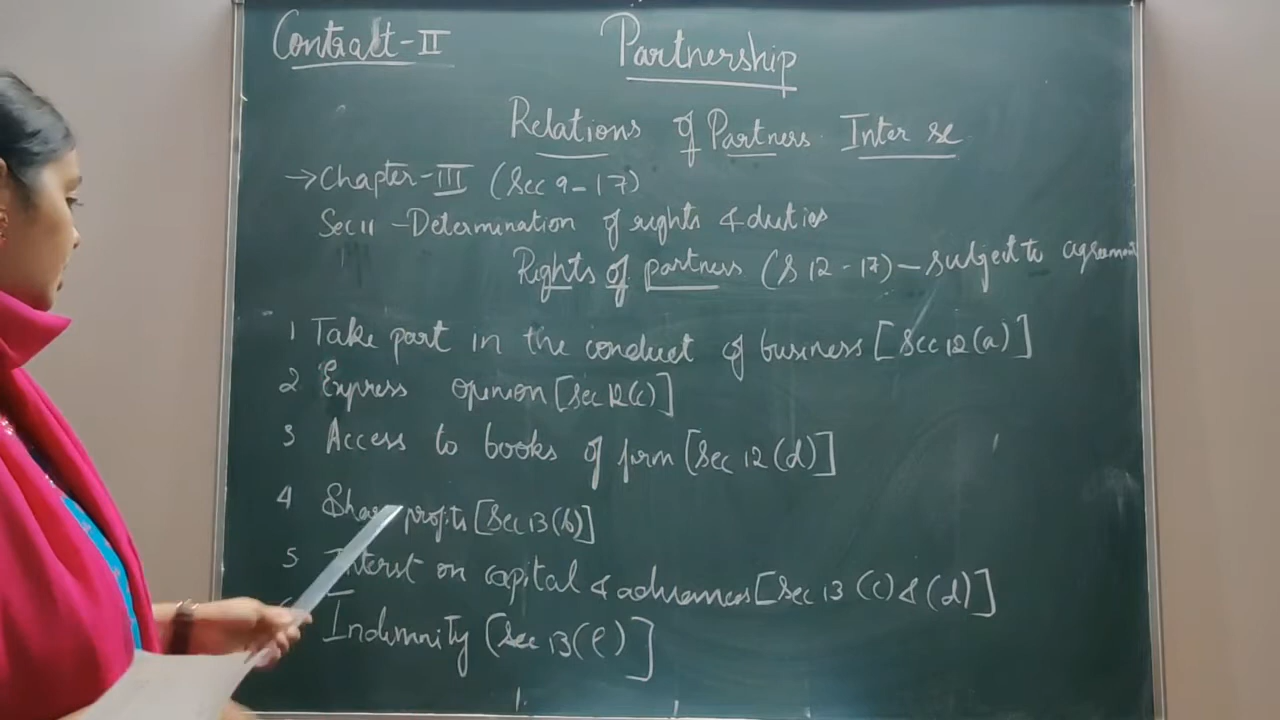 Contract-II
Partnership
Relations of Partners Inter se
→Chapter-III (Sec 9-17)
Sec 11 -Determination of rights & duties
Rights of partners (S 12-17) - subject to agreement
1 Take part in the conduct of business [Sec 12(a)]
2 Express opinion [Sec 12(c)]
3 Access to books of firm [Sec 12(d)]
4 Share profits [Sec 13(b)]
5 Interst on capital & advances [Sec 13 (c) & (d)]
Indemnity (Sec 13(e)]